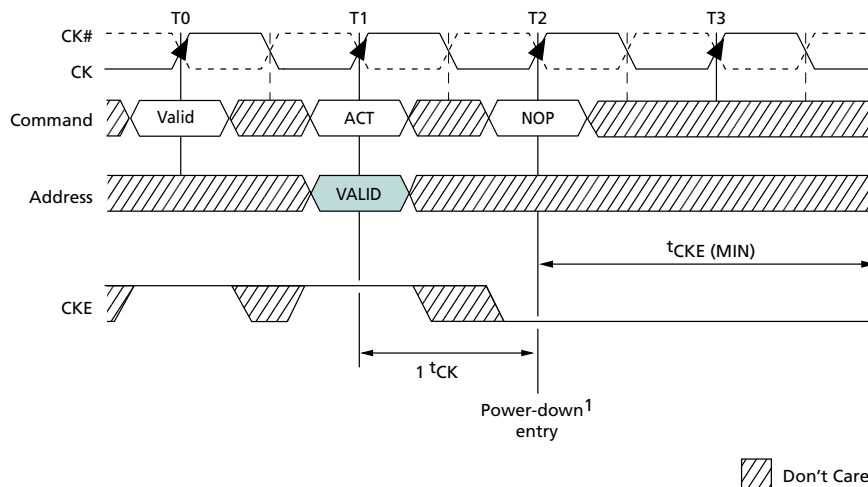 T0 T1 T2 T3
CK#
CK
Command Valid ACT NOP
Address VALID
tCKE (MIN)
CKE
1 tCK
Power-down1
entry
Don't Care